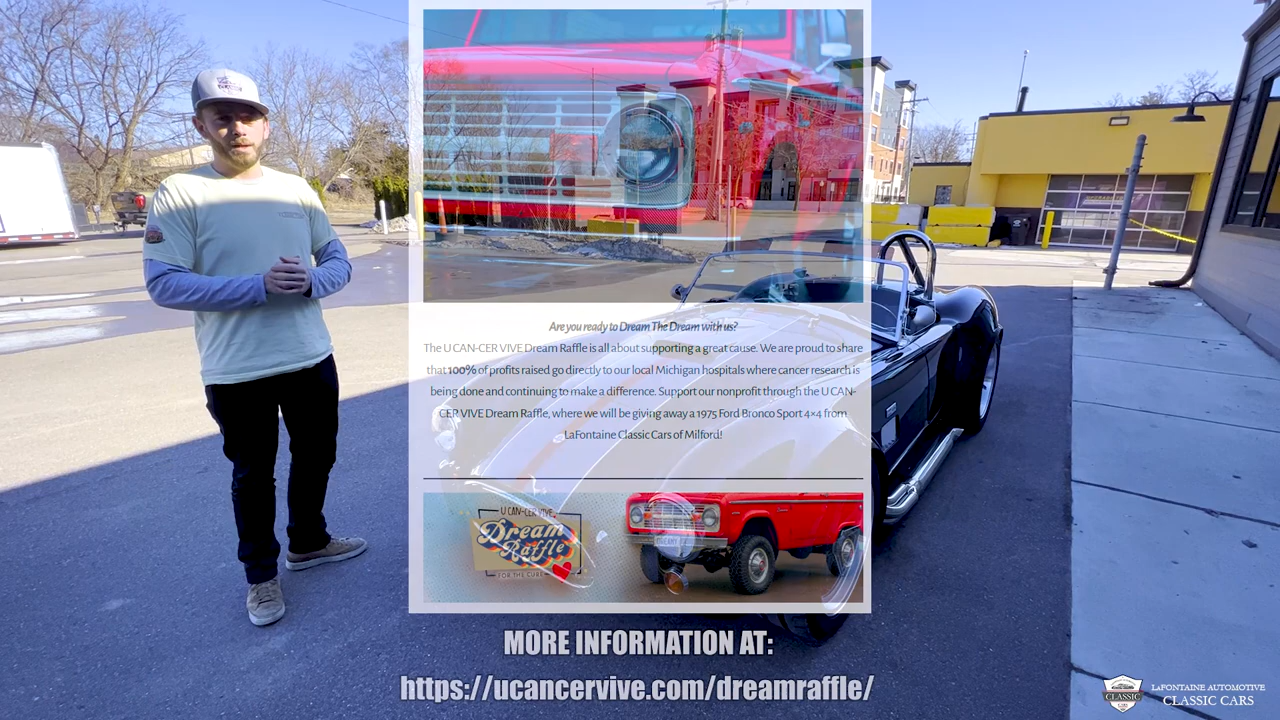 Are you ready to Dream The Dream with us?
The U CAN-CER VIVE Dream Raffle is all about supporting a great cause. We are proud to share
that 100% of profits raised go directly to our local Michigan hospitals where cancer research is
being done and continuing to make a difference. Support our nonprofit through the U CAN-
CER VIVE Dream Raffle, where we will be giving away a 1975 Ford Bronco Sport 4×4 from
LaFontaine Classic Cars of Milford!
U CAN-CER VIVE
Dream
Raffle
FOR THE CURE
MORE INFORMATION AT:
https://ucancervive.com/dreamraffle/
CLASSIC
CARS
LAFONTAINE AUTOMOTIVE
CLASSIC CARS